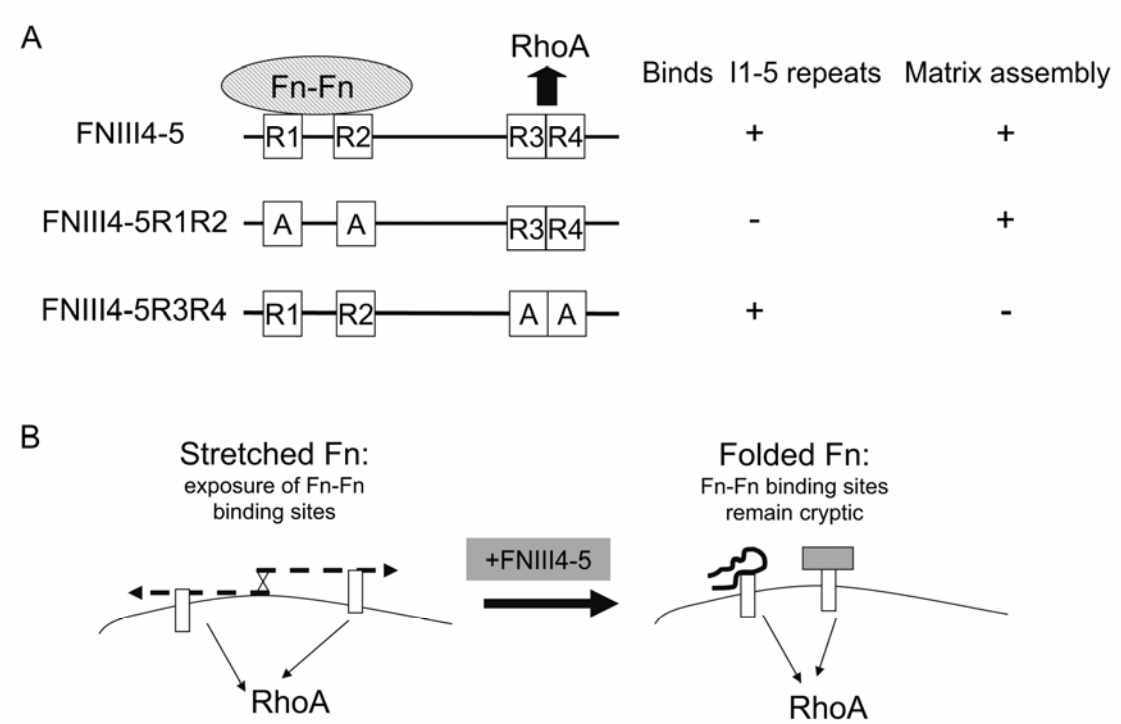 A
RhoA
Binds I1-5 repeats Matrix assembly
Fn-Fn
FNIII4-5 R1 R2 R3 R4 + +
FNIII4-5R1R2 A A R3 R4 - +
FNIII4-5R3R4 R1 R2 A A + -
B
Stretched Fn:
exposure of Fn-Fn
binding sites
Folded Fn:
Fn-Fn binding sites
remain cryptic
+FNIII4-5
RhoA
RhoA